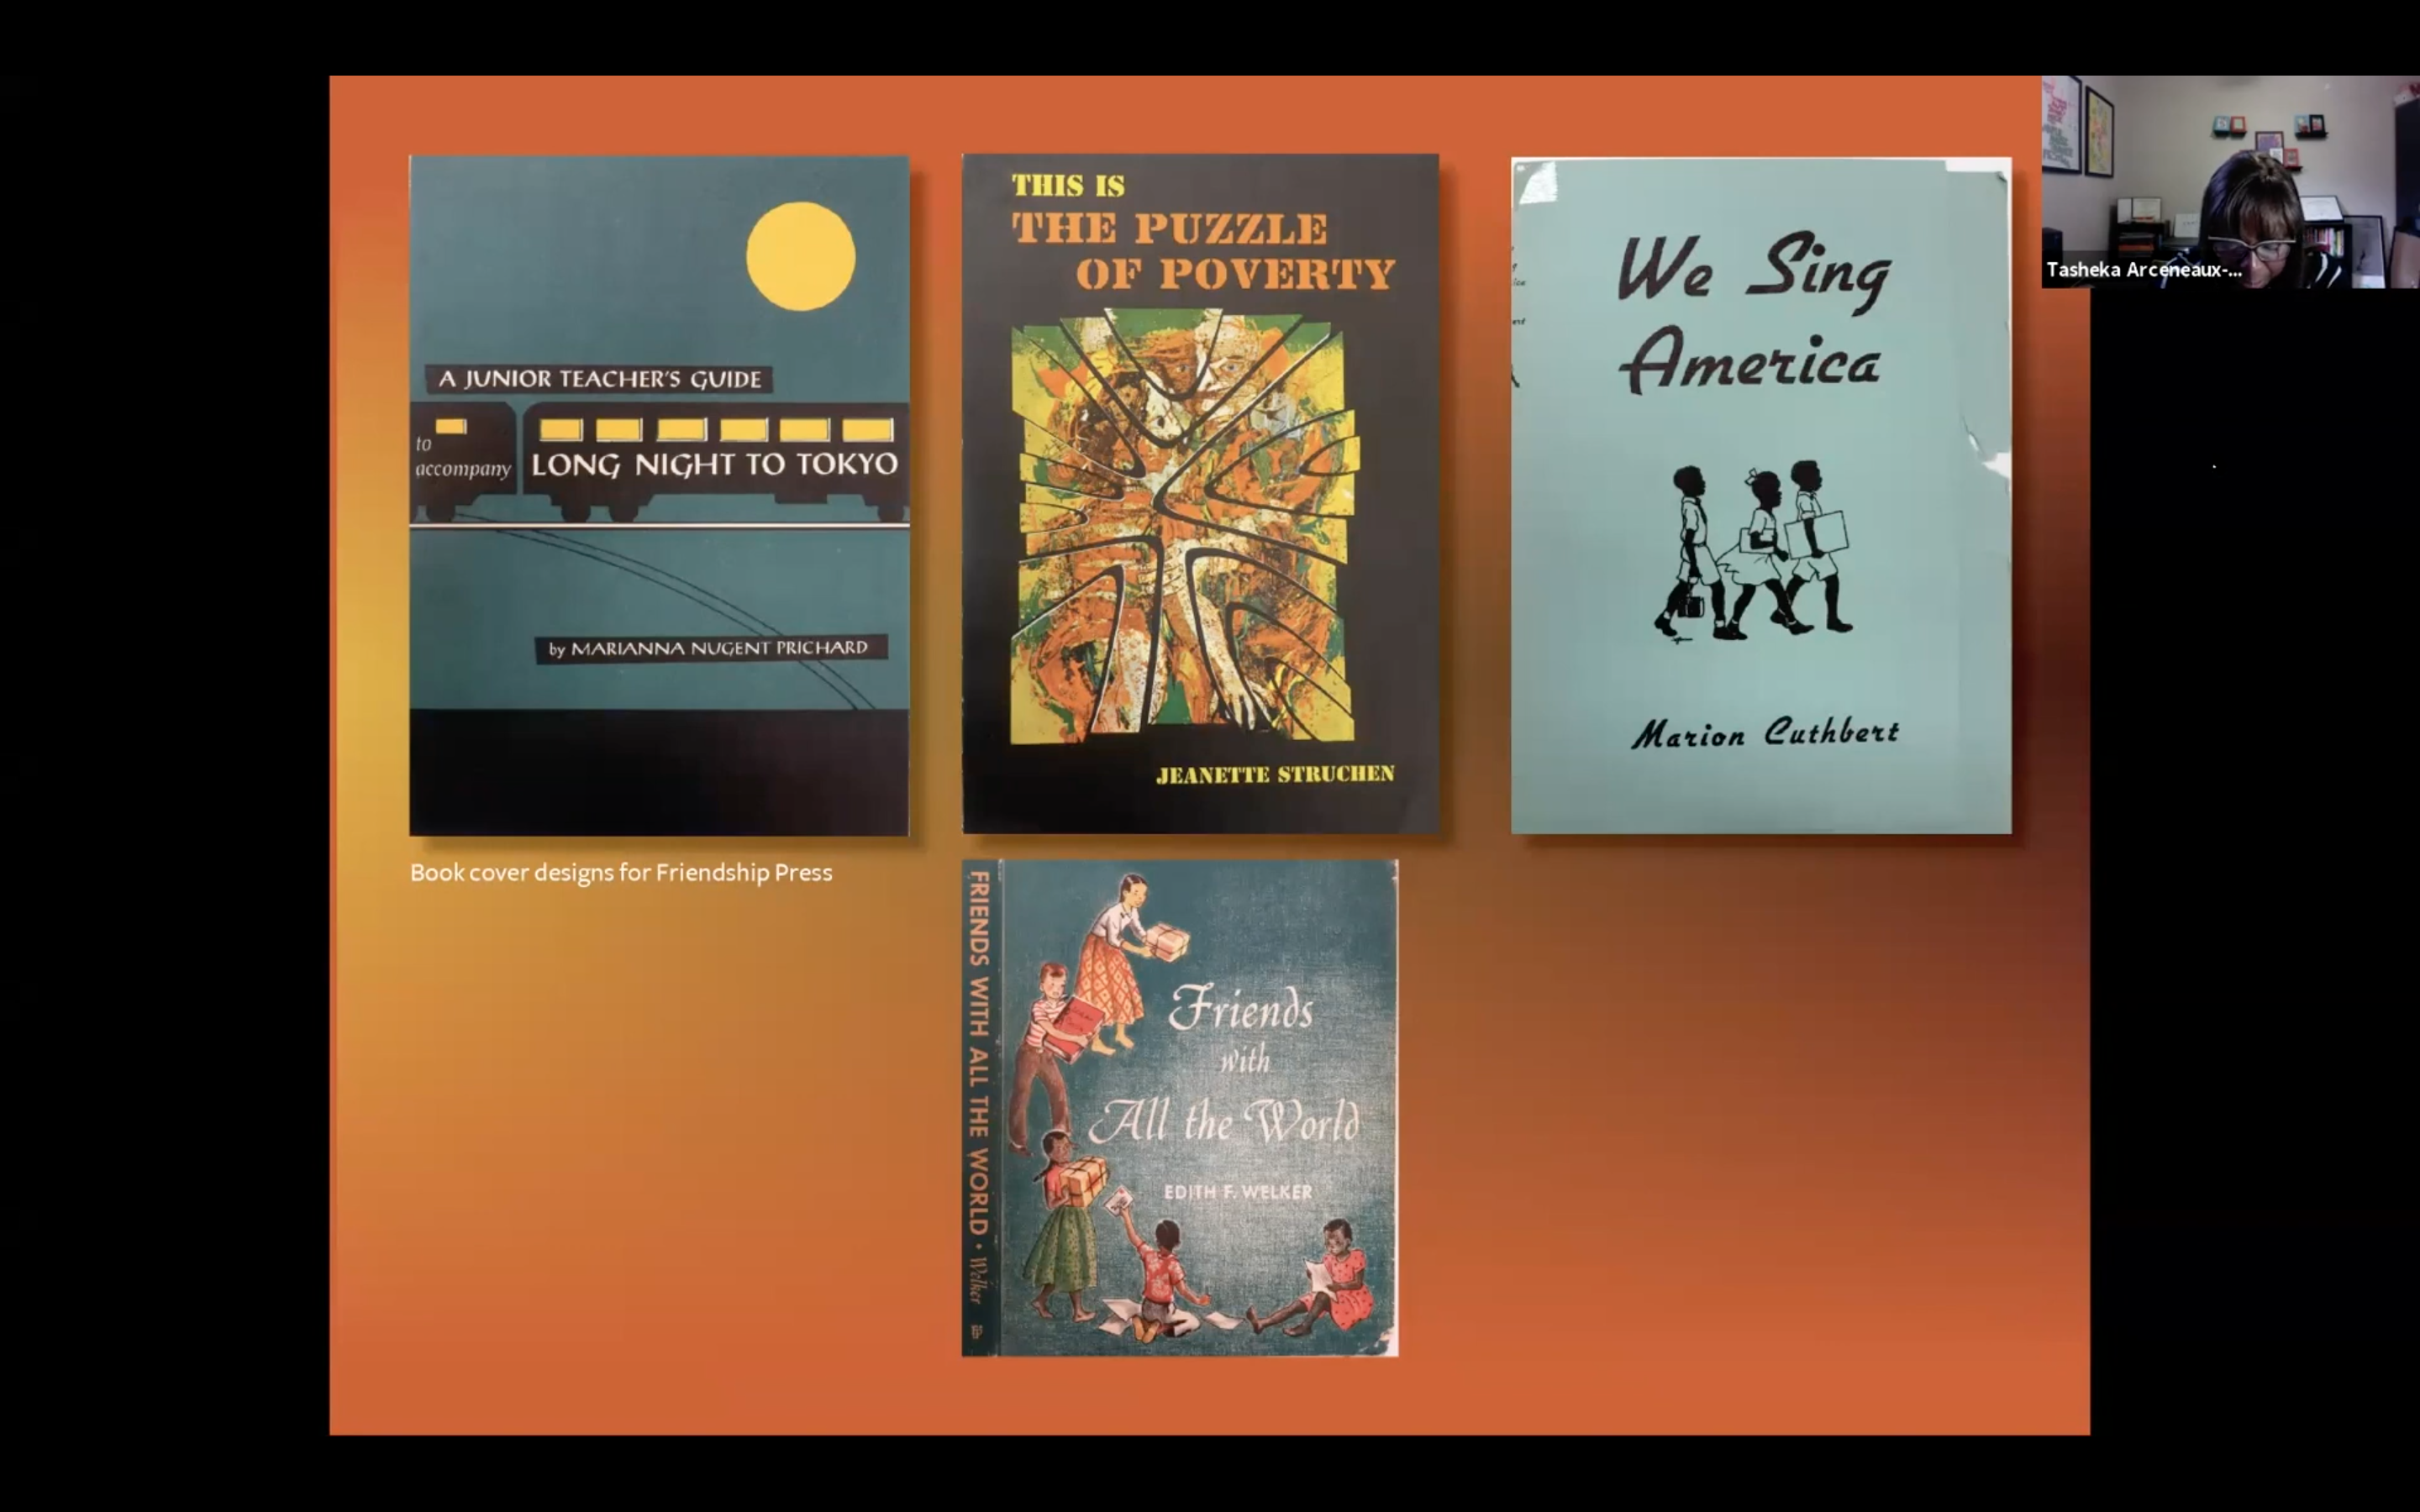 A JUNIOR TEACHER'S GUIDE
to
accompany
LONG NIGHT TO TOKYO
by MARIANNA NUGENT PRICHARD
THIS IS
THE PUZZLE
OF POVERTY
JEANETTE STRUCHEN
We Sing
America
Marion Cuthbert
Tasheka Arceneaux-...
Book cover designs for Friendship Press
FRIENDS WITH ALL THE WORLD • Welker
Friends
with
All the World
EDITH F. WELKER